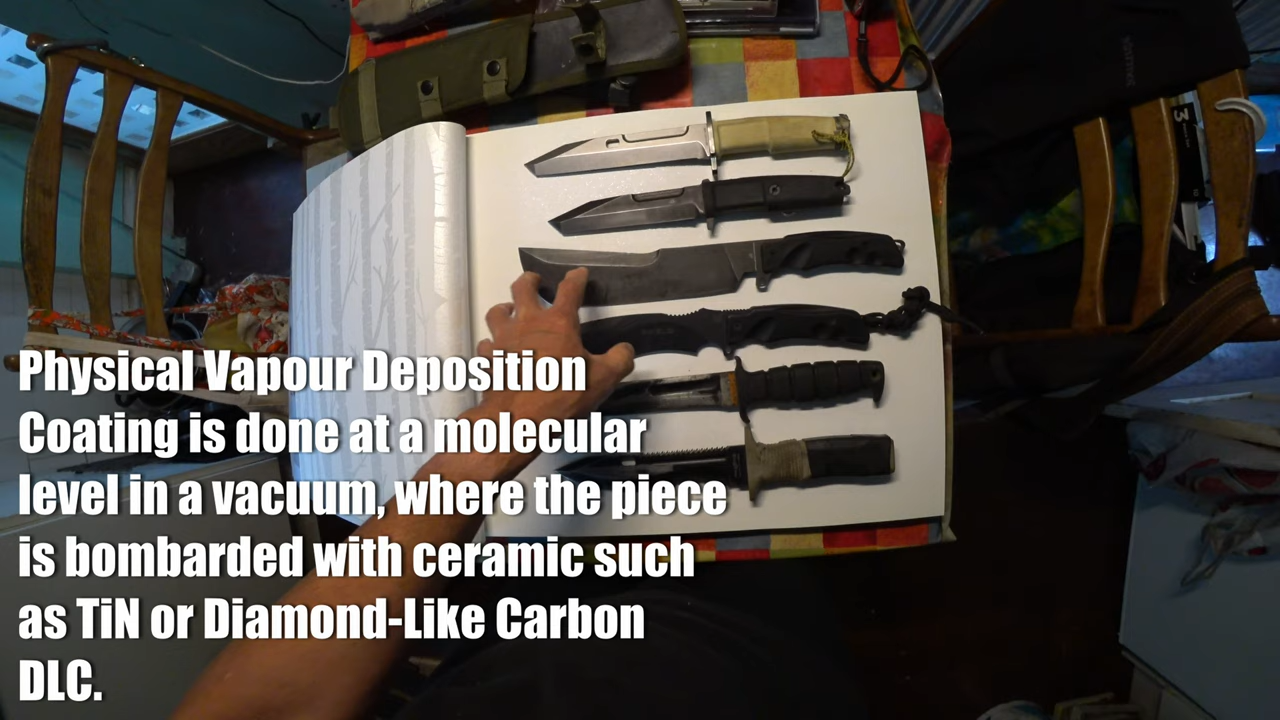 Physical Vapour Deposition
Coating is done at a molecular
level in a vacuum, where the piece
is bombarded with ceramic such
as TiN or Diamond-Like Carbon
DLC.
3